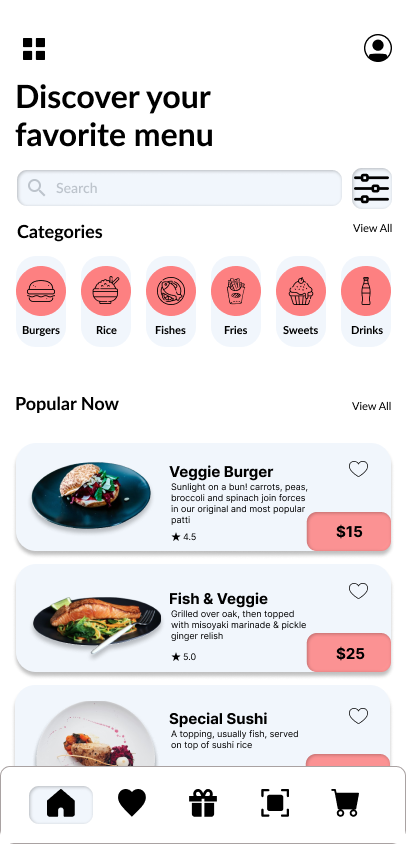 Discover your
favorite menu
Search
Categories
View All
Burgers
Rice
Fishes
Fries
Sweets
Drinks
Popular Now
View All
Veggie Burger
Sunlight on a bun! carrots, peas,
broccoli and spinach join forces
in our original and most popular
patti
★ 4.5
$15
Fish & Veggie
Grilled over oak, then topped
with misoyaki marinade & pickle
ginger relish
★ 5.0
$25
Special Sushi
A topping, usually fish, served
on top of sushi rice